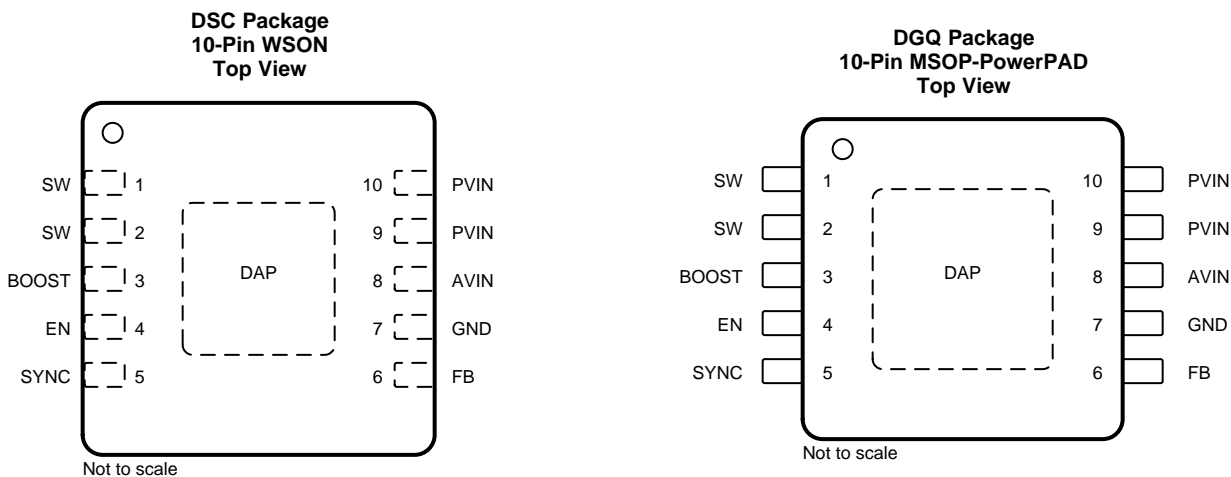 DSC Package
10-Pin WSON
Top View
SW 1 10 PVIN
SW 2 9 PVIN
BOOST 3 DAP 8 AVIN
EN 4 7 GND
SYNC 5 6 FB
Not to scale
DGQ Package
10-Pin MSOP-PowerPAD
Top View
SW 1 10 PVIN
SW 2 9 PVIN
BOOST 3 DAP 8 AVIN
EN 4 7 GND
SYNC 5 6 FB
Not to scale